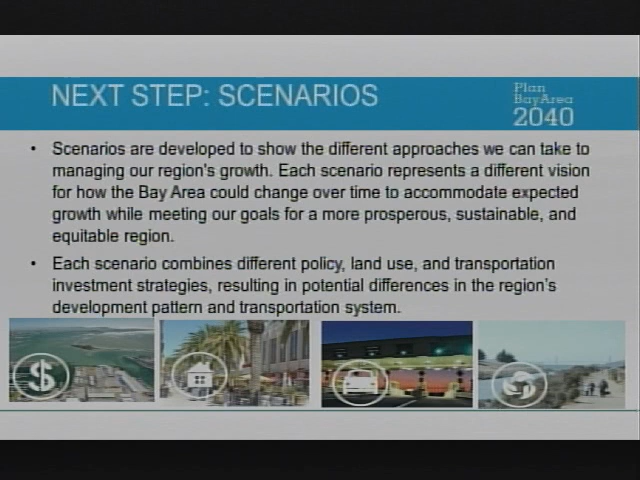 NEXT STEP: SCENARIOS
Plan
BayArea
2040
• Scenarios are developed to show the different approaches we can take to
managing our region's growth. Each scenario represents a different vision
for how the Bay Area could change over time to accommodate expected
growth while meeting our goals for a more prosperous, sustainable, and
equitable region.
• Each scenario combines different policy, land use, and transportation
investment strategies, resulting in potential differences in the region's
development pattern and transportation system.
$